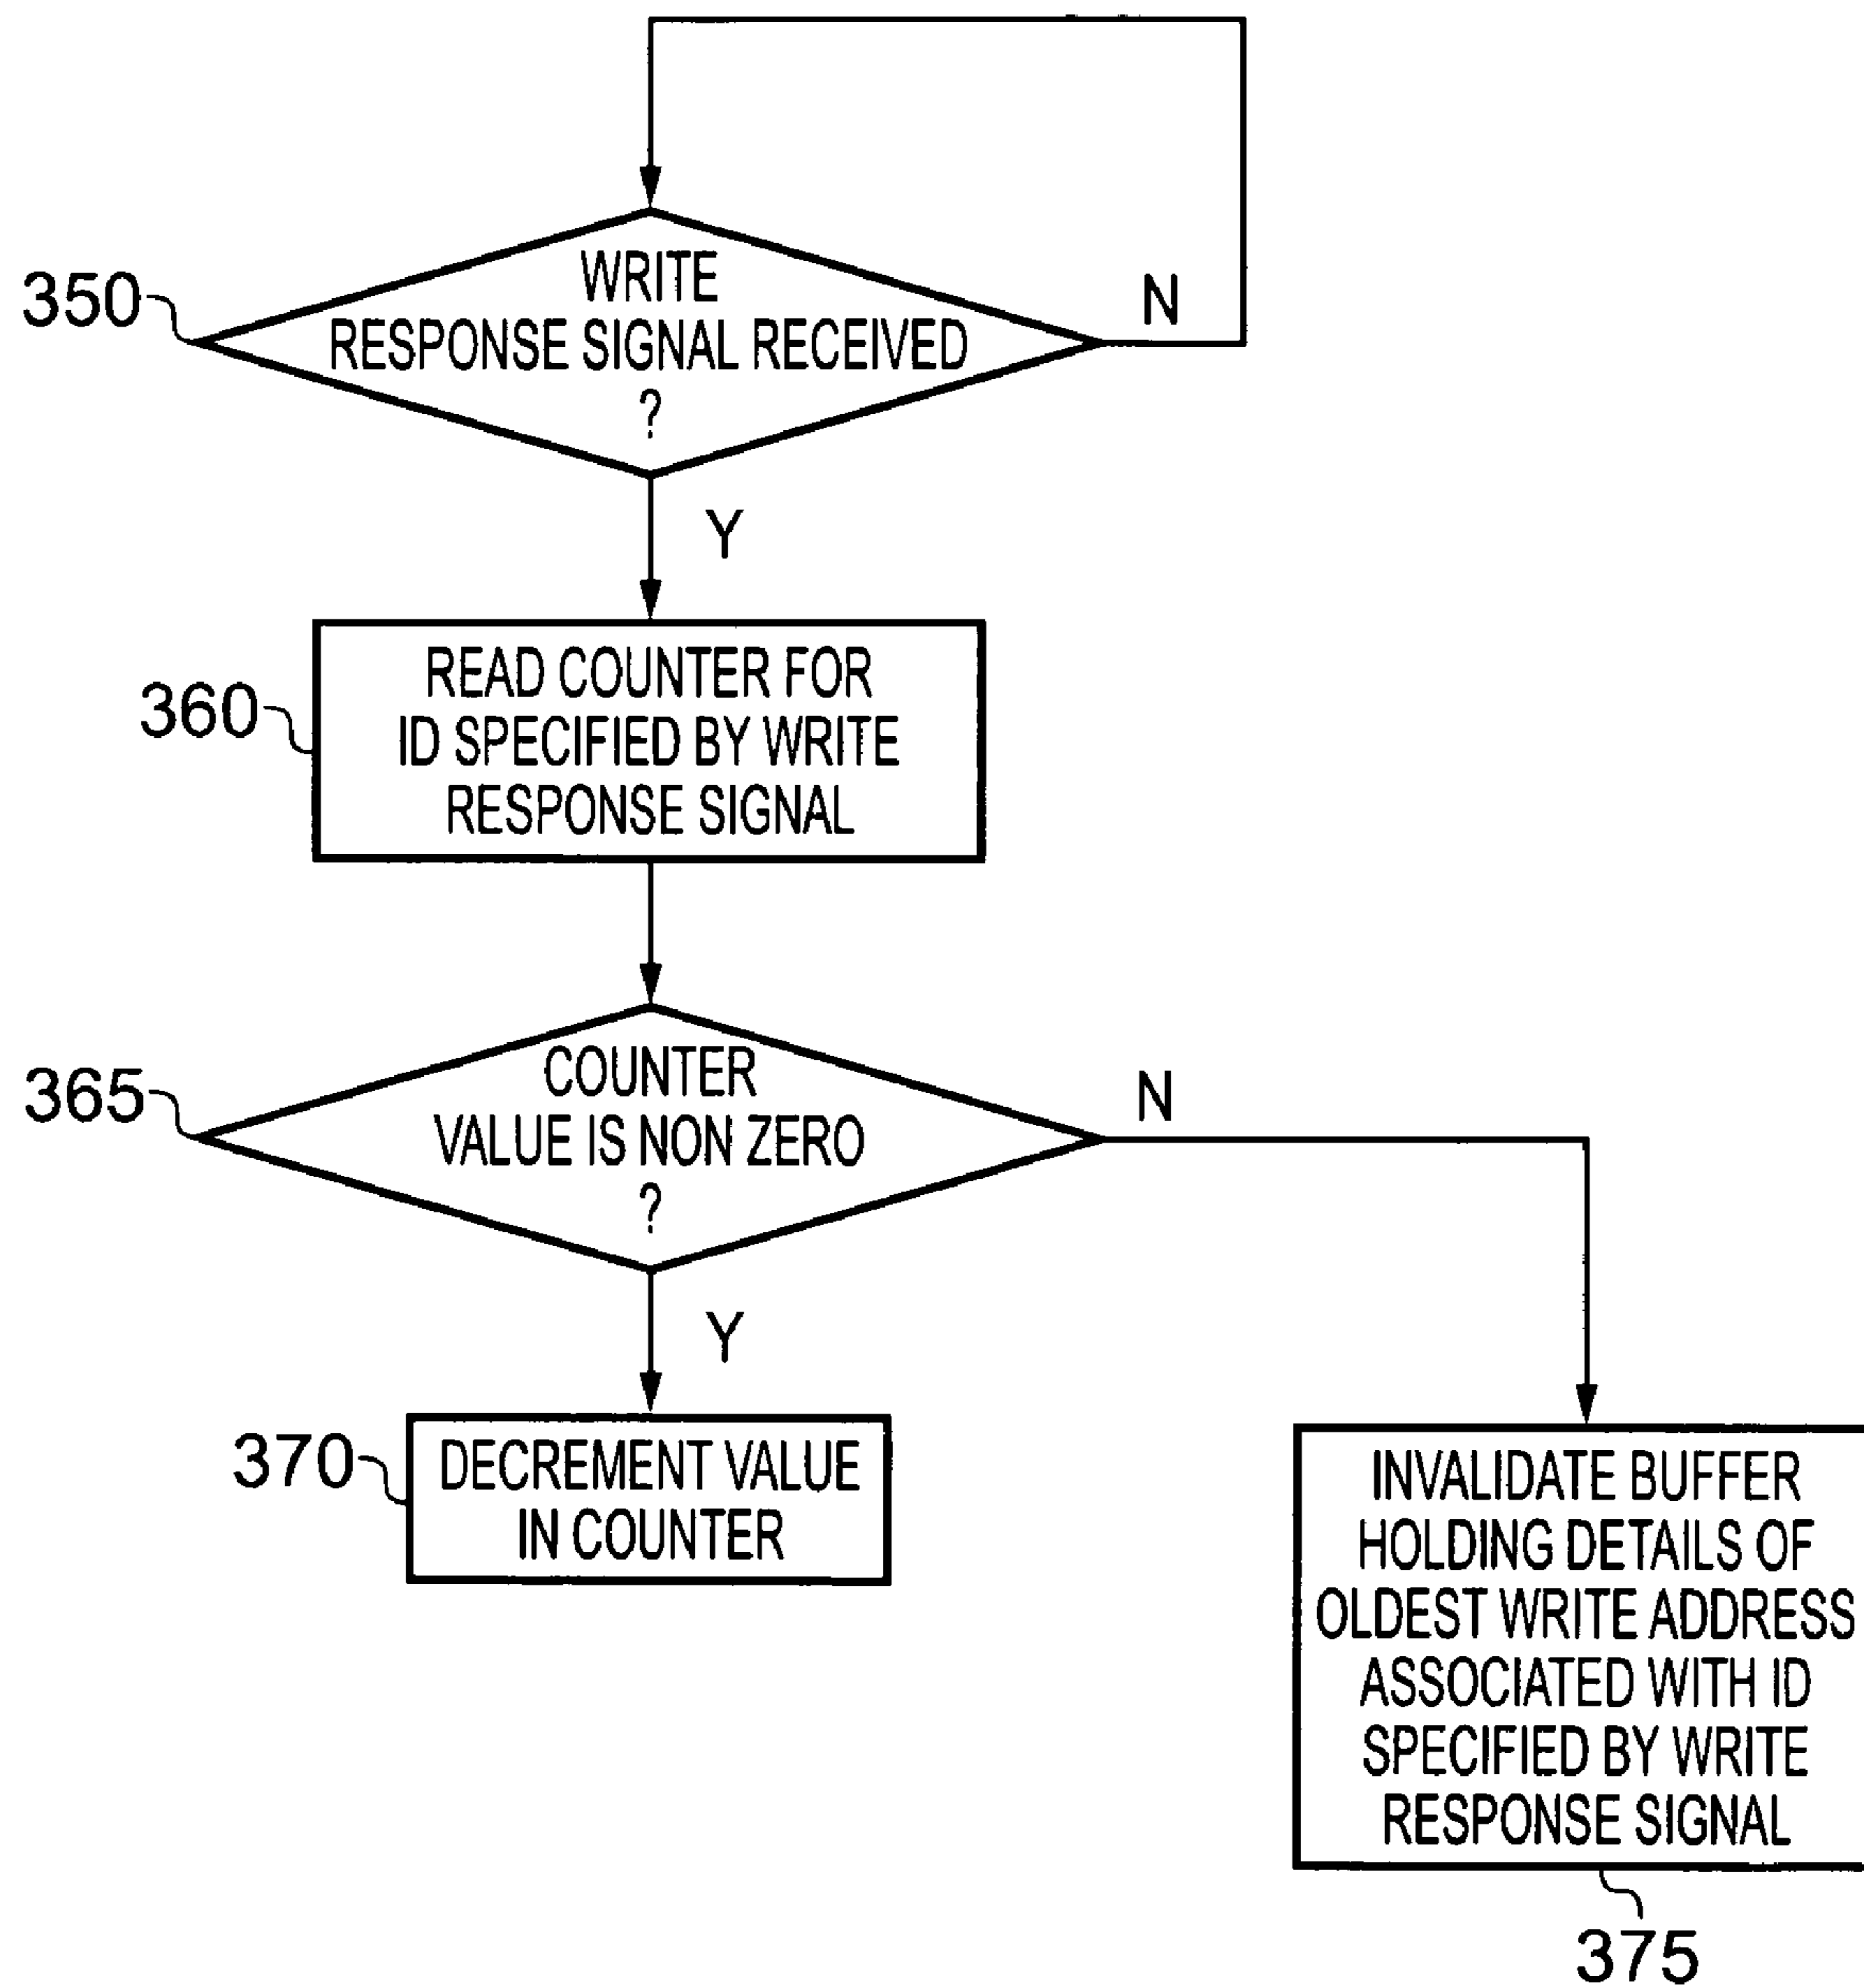 350
WRITE
RESPONSE SIGNAL RECEIVED
?
N
Y
360
READ COUNTER FOR
ID SPECIFIED BY WRITE
RESPONSE SIGNAL
365
COUNTER
VALUE IS NON ZERO
?
N
Y
370
DECREMENT VALUE
IN COUNTER
INVALIDATE BUFFER
HOLDING DETAILS OF
OLDEST WRITE ADDRESS
ASSOCIATED WITH ID
SPECIFIED BY WRITE
RESPONSE SIGNAL
375